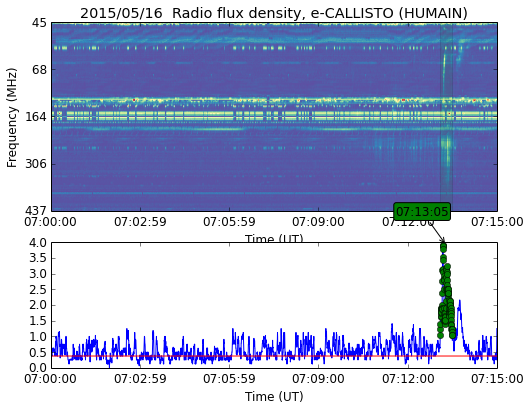 2015/05/16 Radio flux density, e-CALLISTO (HUMAIN)
45
68
164
306
437
Frequency (MHz)
07:00:00 07:02:59 07:05:59 07:09:00 07:12:00 07:15:00
Time (UT)
07:13:05
4.0
3.5
3.0
2.5
2.0
1.5
1.0
0.5
0.0
07:00:00 07:02:59 07:05:59 07:09:00 07:12:00 07:15:00
Time (UT)